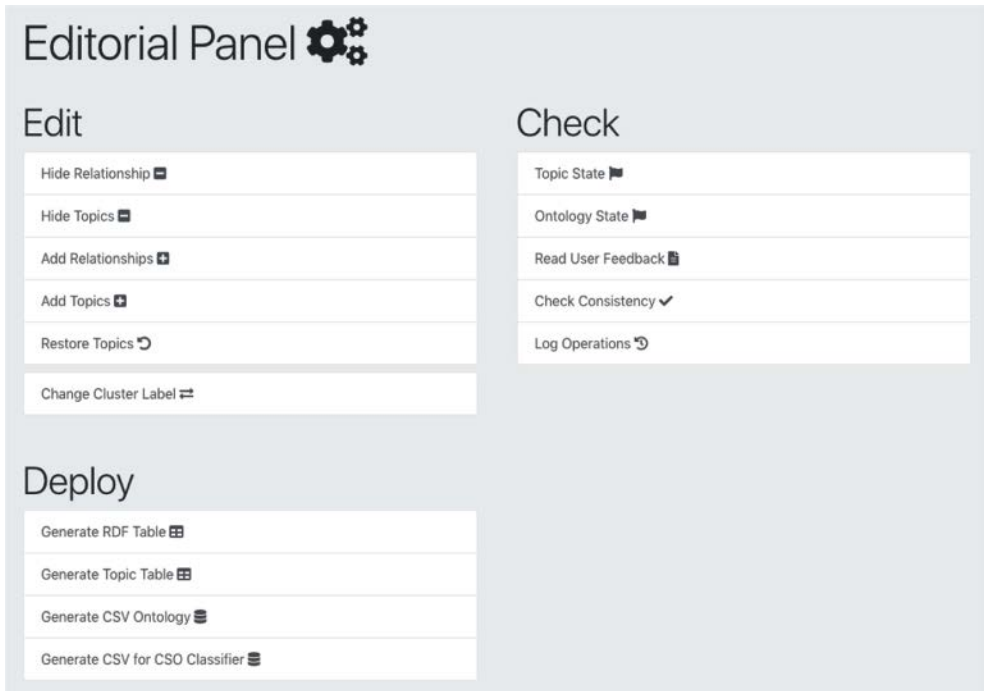 Editorial Panel
Edit
Hide Relationship
Hide Topics
Add Relationships
Add Topics
Restore Topics
Change Cluster Label
Check
Topic State
Ontology State
Read User Feedback
Check Consistency
Log Operations
Deploy
Generate RDF Table
Generate Topic Table
Generate CSV Ontology
Generate CSV for CSO Classifier